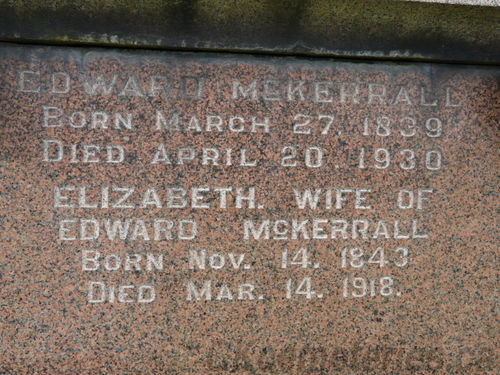 EDWARD McKERRALL
BORN MARCH 27. 1839
DIED APRIL 20. 1930
ELIZABETH. WIFE OF
EDWARD McKERRALL
BORN NOV. 14. 1843
DIED MAR. 14. 1918.